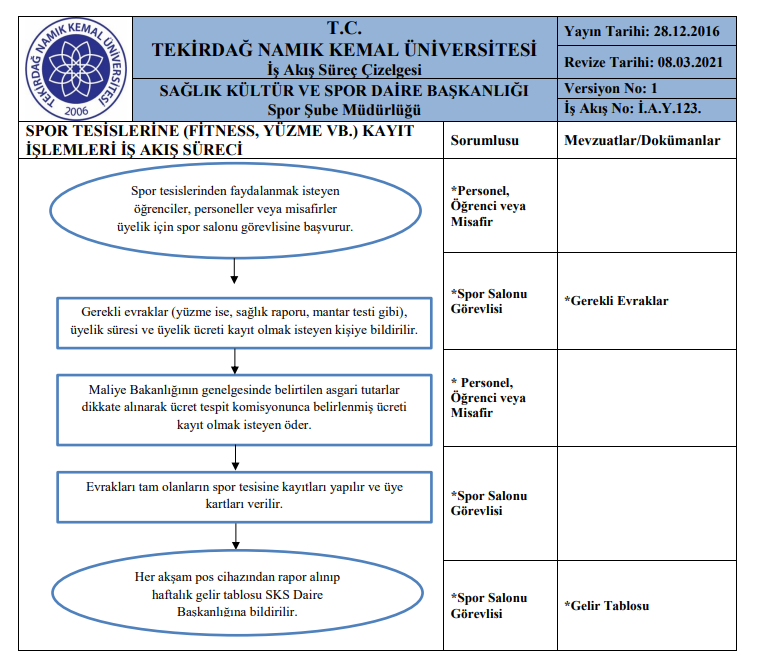 TEKİRDAĞ NAMIK KEMAL ÜNİVERSİTESİ
2006
T.C.
TEKİRDAĞ NAMIK KEMAL ÜNİVERSİTESİ
İş Akış Süreç Çizelgesi
SAĞLIK KÜLTÜR VE SPOR DAİRE BAŞKANLIĞI
Spor Şube Müdürlüğü
Yayın Tarihi: 28.12.2016
Revize Tarihi: 08.03.2021
Versiyon No: 1
İş Akış No: İ.A.Y.123.
SPOR TESİSLERİNE (FİTNESS, YÜZME VB.) KAYIT
İŞLEMLERİ İŞ AKIŞ SÜRECİ
Sorumlusu
Mevzuatlar/Dokümanlar
Spor tesislerinden faydalanmak isteyen
öğrenciler, personeller veya misafirler
üyelik için spor salonu görevlisine başvurur.
*Personel,
Öğrenci veya
Misafir
Gerekli evraklar (yüzme ise, sağlık raporu, mantar testi gibi),
üyelik süresi ve üyelik ücreti kayıt olmak isteyen kişiye bildirilir.
*Spor Salonu
Görevlisi
*Gerekli Evraklar
Maliye Bakanlığının genelgesinde belirtilen asgari tutarlar
dikkate alınarak ücret tespit komisyonunca belirlenmiş ücreti
kayıt olmak isteyen öder.
* Personel,
Öğrenci veya
Misafir
Evrakları tam olanların spor tesisine kayıtları yapılır ve üye
kartları verilir.
*Spor Salonu
Görevlisi
Her akşam pos cihazından rapor alınıp
haftalık gelir tablosu SKS Daire
Başkanlığına bildirilir.
*Spor Salonu
Görevlisi
*Gelir Tablosu